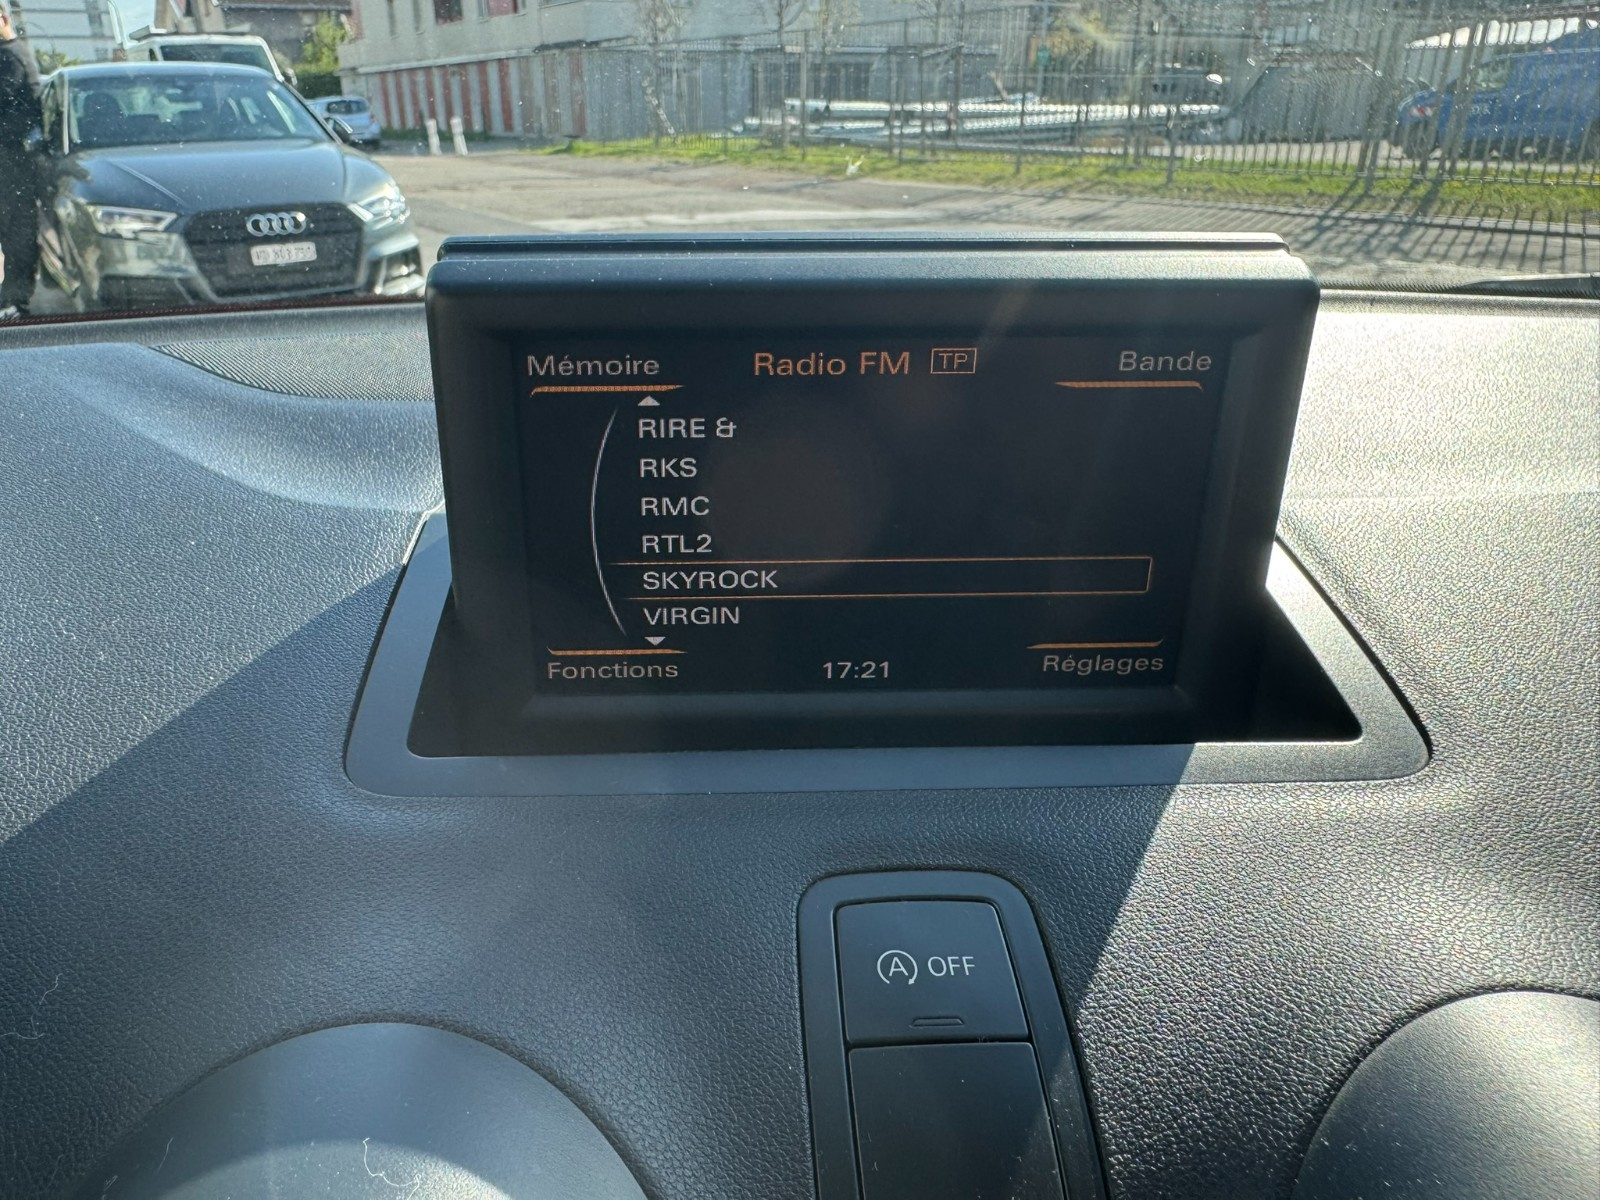 Mémoire Radio FM TP Bande
RIRE &
RKS
RMC
RTL2
SKYROCK
VIRGIN
Fonctions 17:21 Réglages
A OFF